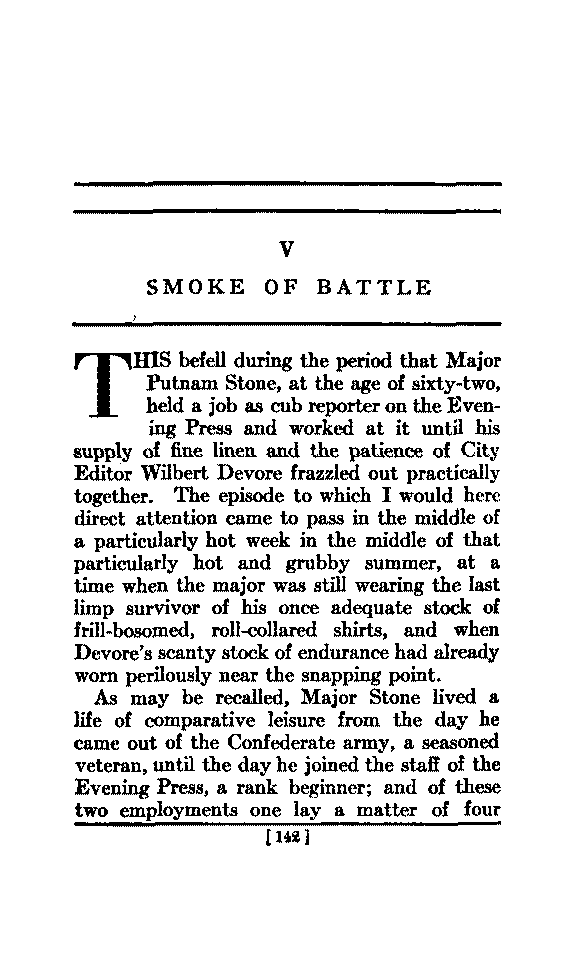 V
SMOKE OF BATTLE
THIS befell during the period that Major
Putnam Stone, at the age of sixty-two,
held a job as cub reporter on the Even-
ing Press and worked at it until his
supply of fine linen and the patience of City
Editor Wilbert Devore frazzled out practically
together. The episode to which I would here
direct attention came to pass in the middle of
a particularly hot week in the middle of that
particularly hot and grubby summer, at a
time when the major was still wearing the last
limp survivor of his once adequate stock of
frill-bosomed, roll-collared shirts, and when
Devore's scanty stock of endurance had already
worn perilously near the snapping point.
As may be recalled, Major Stone lived a
life of comparative leisure from the day he
came out of the Confederate army, a seasoned
veteran, until the day he joined the staff of the
Evening Press, a rank beginner; and of these
two employments one lay a matter of four
[142]